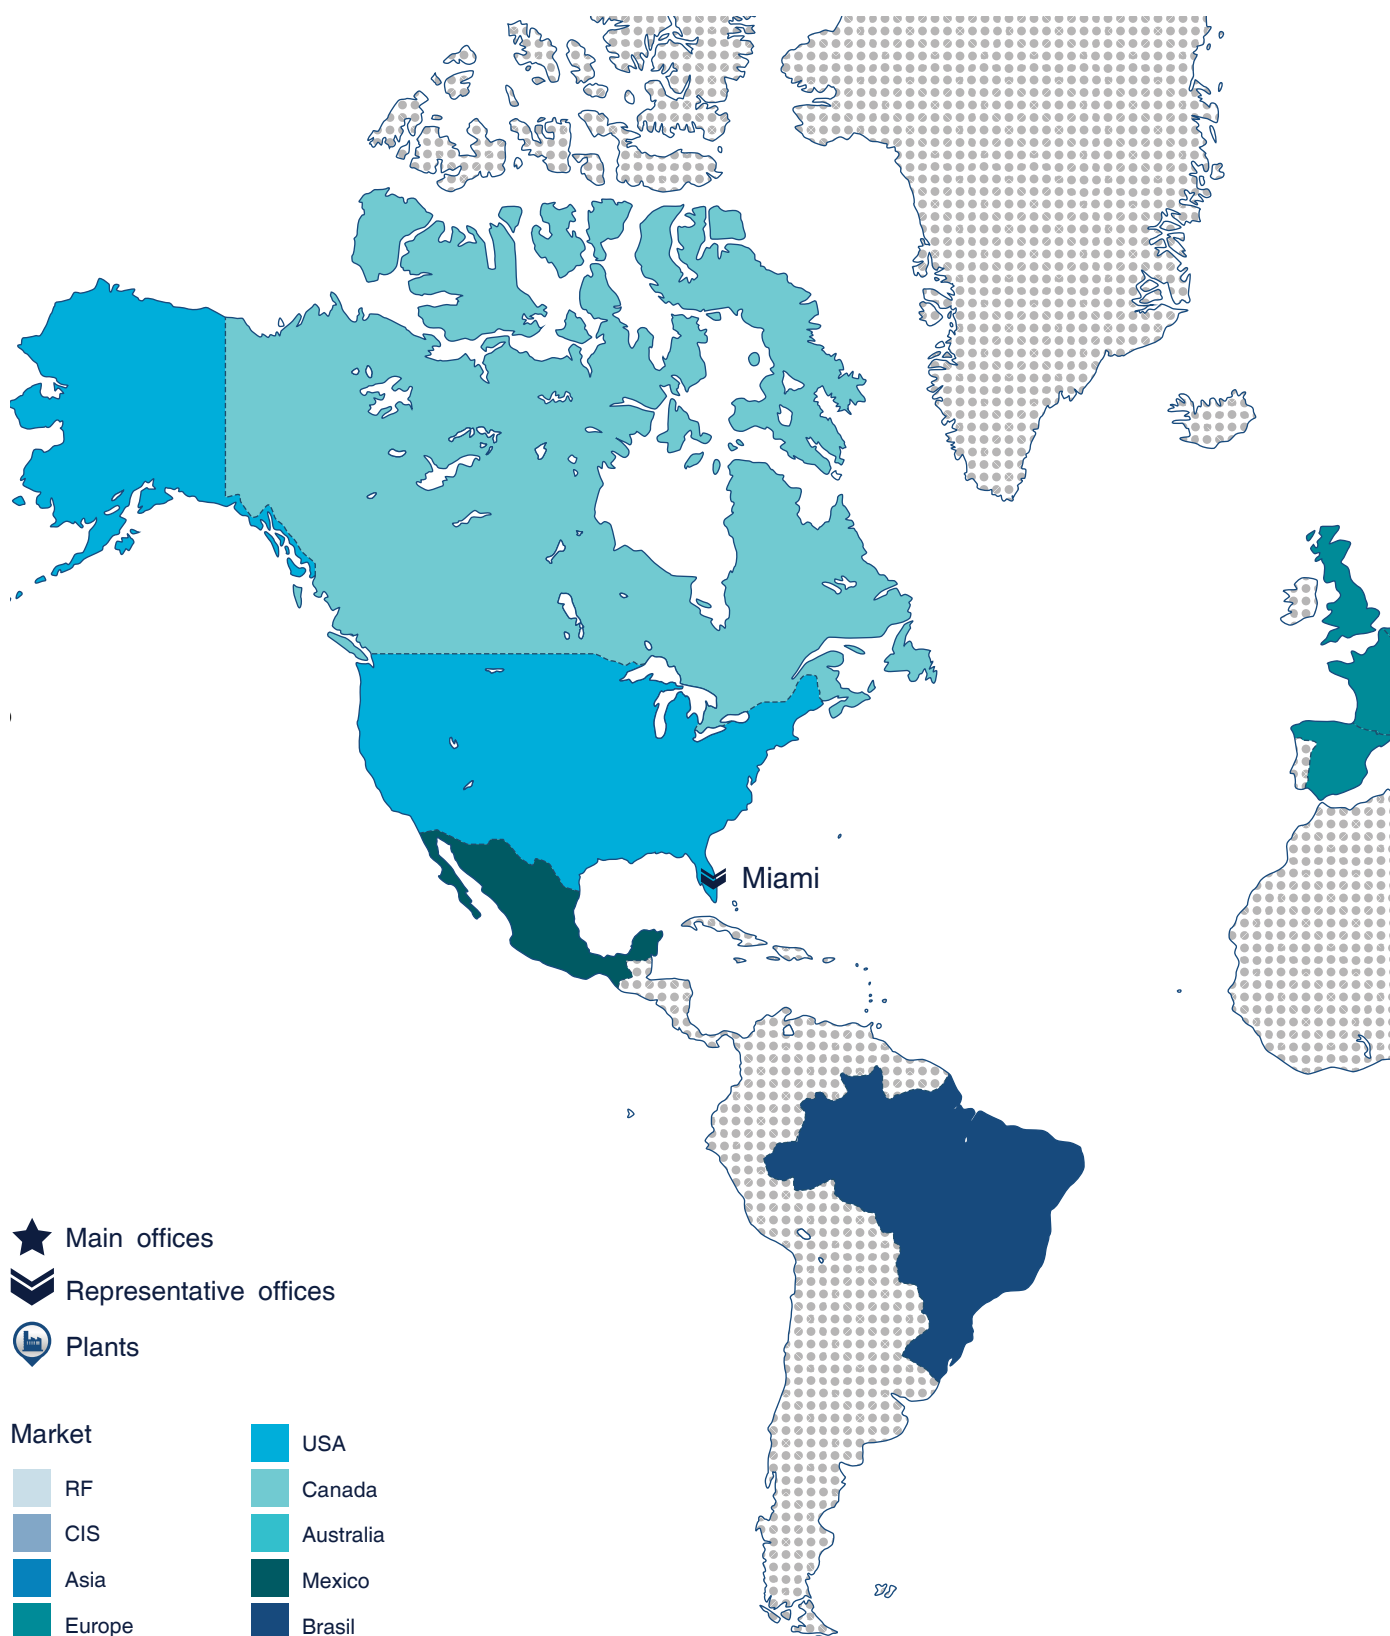 Miami
Main offices
Representative offices
Plants
Market
RF
CIS
Asia
Europe
USA
Canada
Australia
Mexico
Brasil